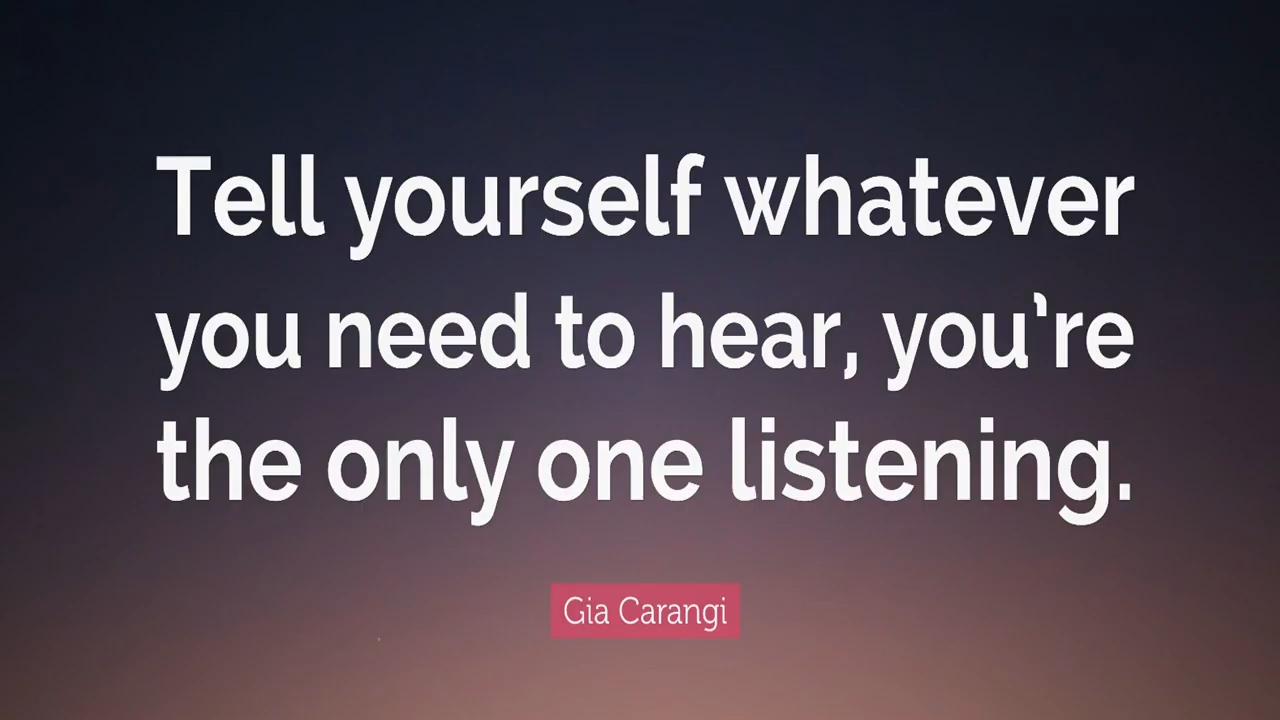 Tell yourself whatever
you need to hear, you’re
the only one listening.
Gia Carangi